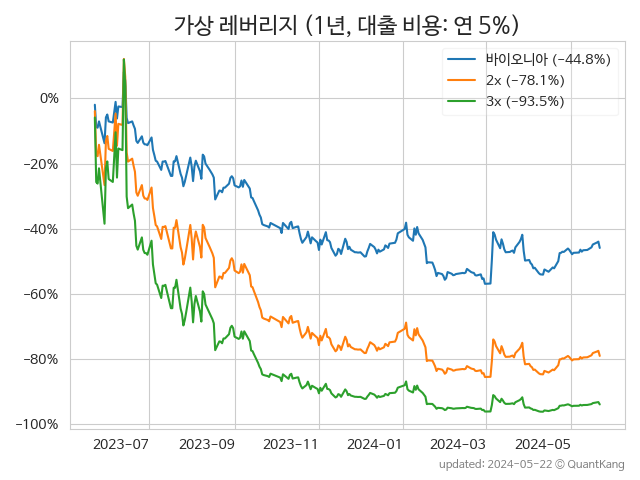 가상 레버리지 (1년, 대출 비용: 연 5%)
바이오니아 (−44.8%)
2x (−78.1%)
3x (−93.5%)
0%
−20%
−40%
−60%
−80%
−100%
2023-07
2023-09
2023-11
2024-01
2024-03
2024-05
updated: 2024-05-22 © QuantKang